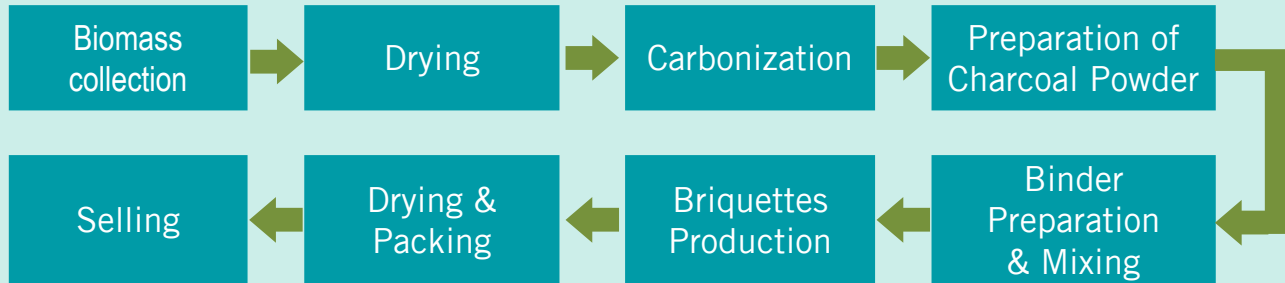 Biomass
collection
Drying
Carbonization
Preparation of
Charcoal Powder
Binder
Preparation
& Mixing
Briquettes
Production
Drying &
Packing
Selling